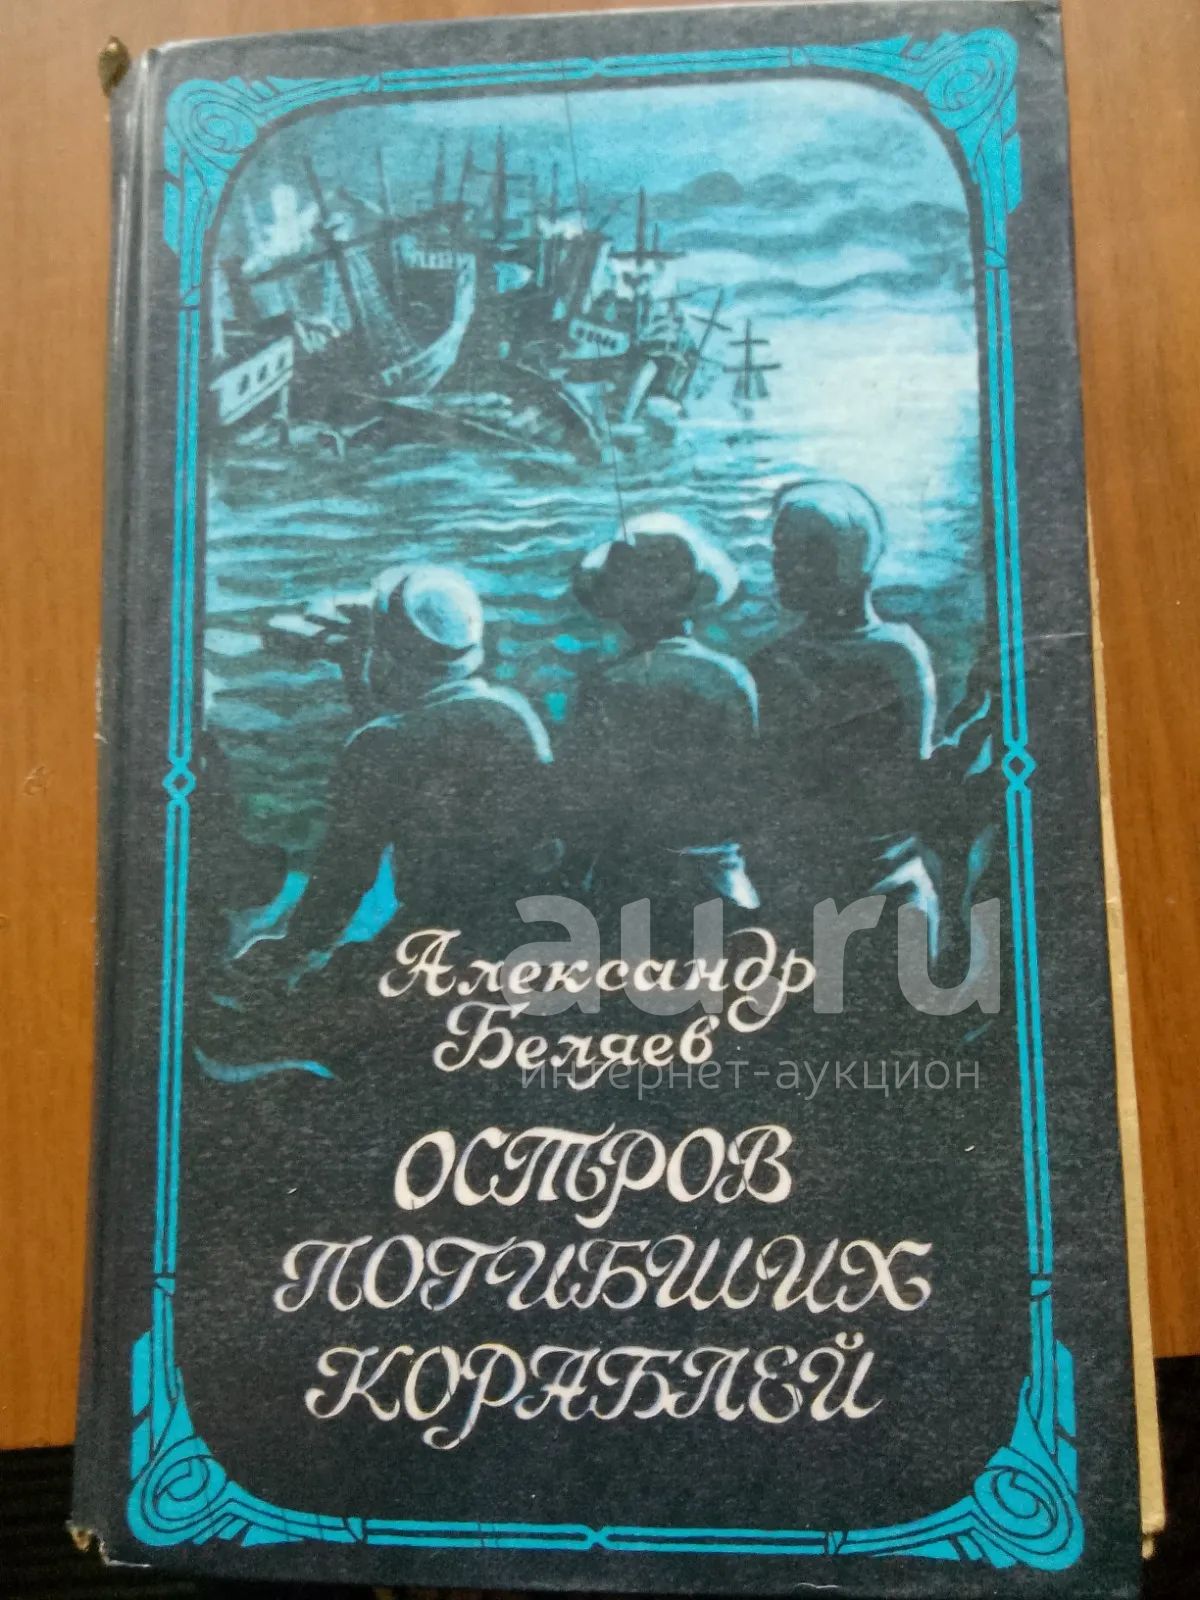 au.ru
Александр
Беляев
интернет-аукцион
ОСТРОВ
ПОГИБШИХ
КОРАБЛЕЙ